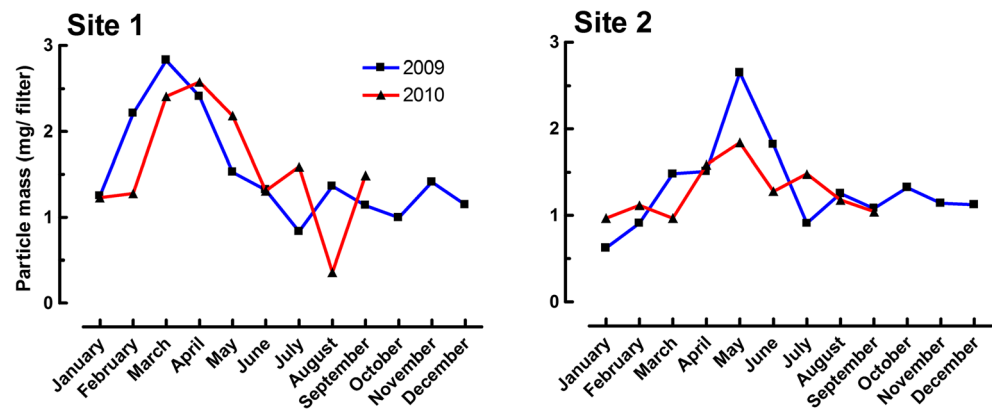 Site 1
Particle mass (mg/ filter)
3
2
1
0
2009
2010
January
February
March
April
May
June
July
August
September
October
November
December
Site 2
3
2
1
0
January
February
March
April
May
June
July
August
September
October
November
December